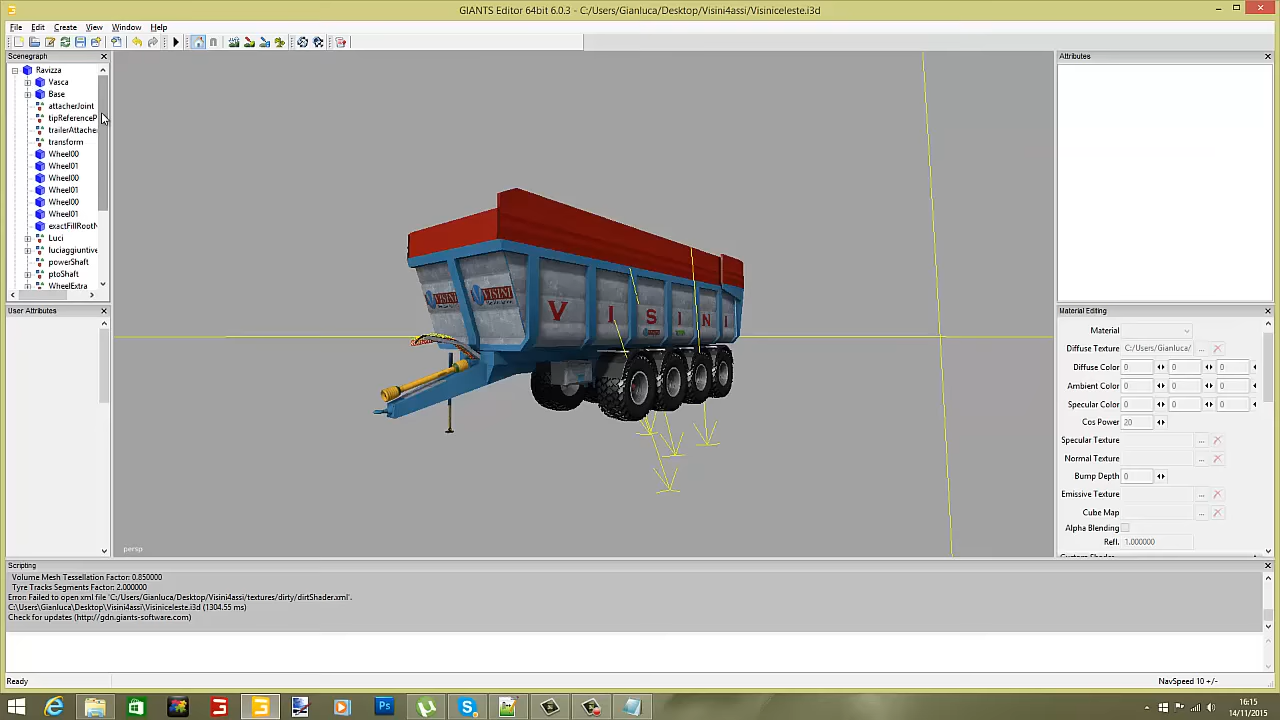 GIANTS Editor 64bit 6.0.3 - C:/Users/Gianluca/Desktop/Visini4assi/Visiniceleste.i3d
File Edit Create View Window Help
Scenegraph
Ravizza
Vasca
Base
attacherJoint
tipReferenceP
trailerAttache
transform
Wheel00
Wheel01
Wheel00
Wheel01
Wheel00
Wheel01
exactFillRootN
Luci
luciaggiuntive
powerShaft
ptoShaft
WheelExtra
User Attributes
VISINI
VISINI
V I S I N I
persp
Attributes
Material Editing
Material
Diffuse Texture C:/Users/Gianluca/ ...
Diffuse Color 0 0 0
Ambient Color 0 0 0
Specular Color 0 0 0
Cos Power 20
Specular Texture ...
Normal Texture ...
Bump Depth 0
Emissive Texture ...
Cube Map ...
Alpha Blending
Refl. 1.000000
Scripting
Volume Mesh Tessellation Factor: 0.850000
Tyre Tracks Segments Factor: 2.000000
Error: Failed to open xml file 'C:/Users/Gianluca/Desktop/Visini4assi/textures/dirty/dirtShader.xml'.
C:\Users\Gianluca\Desktop\Visini4assi\Visiniceleste.i3d (1304.55 ms)
Check for updates (http://gdn.giants-software.com)
Ready
NavSpeed 10 +/-
Ps
16:15
14/11/2015